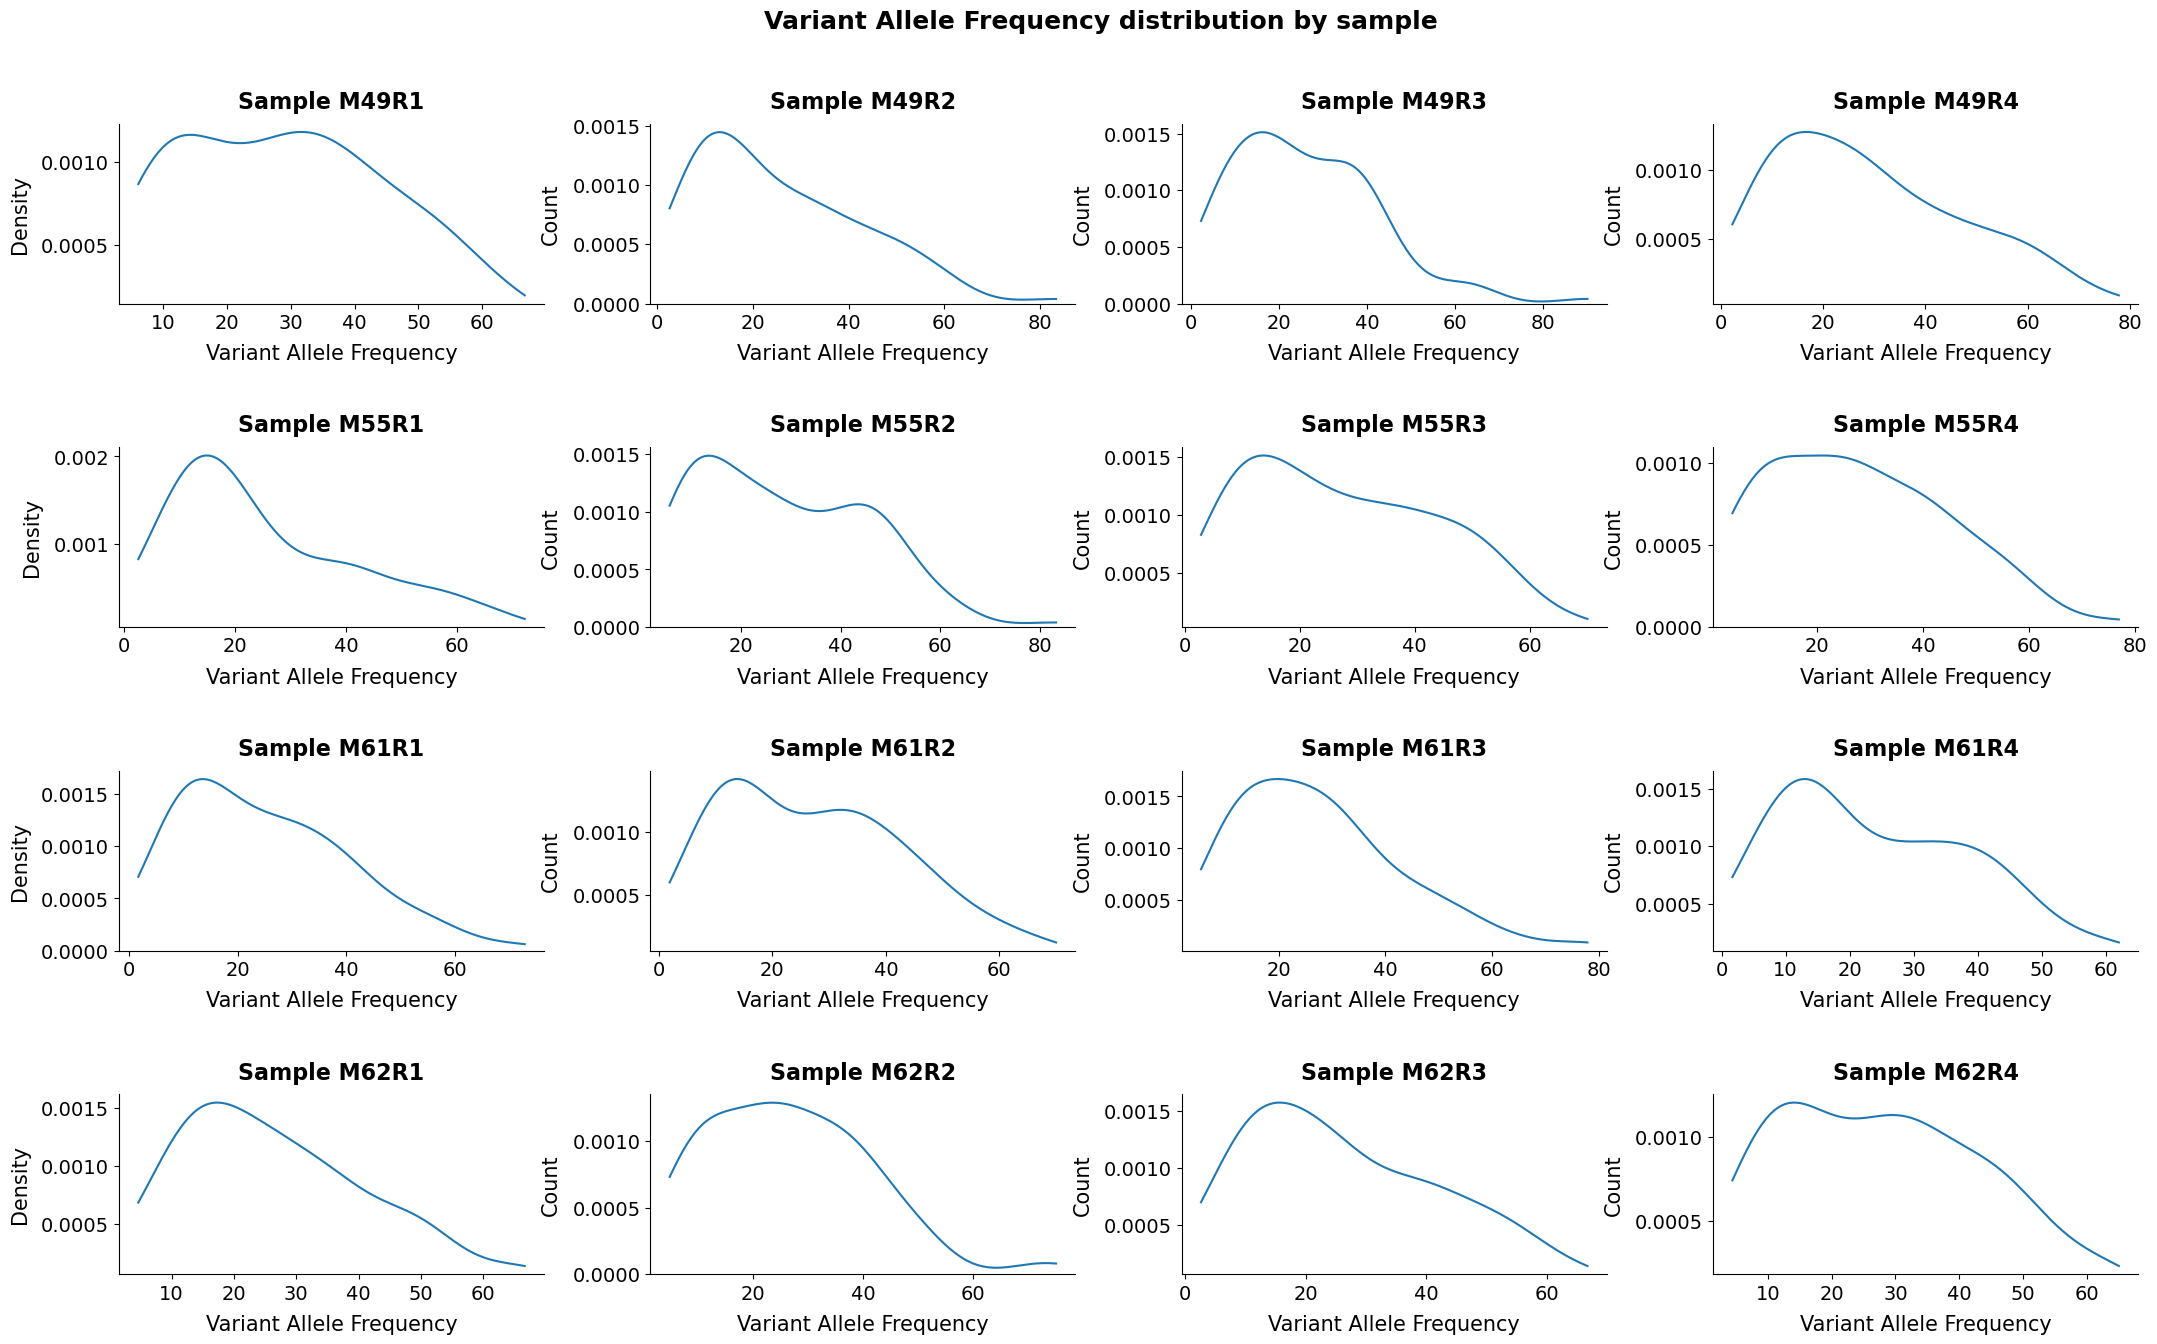 Variant Allele Frequency distribution by sample
Sample M49R1
Density
0.0010
0.0005
10 20 30 40 50 60
Variant Allele Frequency
Sample M49R2
Count
0.0015
0.0010
0.0005
0.0000
0 20 40 60 80
Variant Allele Frequency
Sample M49R3
Count
0.0015
0.0010
0.0005
0.0000
0 20 40 60 80
Variant Allele Frequency
Sample M49R4
Count
0.0010
0.0005
0 20 40 60 80
Variant Allele Frequency
Sample M55R1
Density
0.002
0.001
0 20 40 60
Variant Allele Frequency
Sample M55R2
Count
0.0015
0.0010
0.0005
0.0000
20 40 60 80
Variant Allele Frequency
Sample M55R3
Count
0.0015
0.0010
0.0005
0 20 40 60
Variant Allele Frequency
Sample M55R4
Count
0.0010
0.0005
0.0000
20 40 60 80
Variant Allele Frequency
Sample M61R1
Density
0.0015
0.0010
0.0005
0.0000
0 20 40 60
Variant Allele Frequency
Sample M61R2
Count
0.0010
0.0005
0 20 40 60
Variant Allele Frequency
Sample M61R3
Count
0.0015
0.0010
0.0005
20 40 60 80
Variant Allele Frequency
Sample M61R4
Count
0.0015
0.0010
0.0005
0 10 20 30 40 50 60
Variant Allele Frequency
Sample M62R1
Density
0.0015
0.0010
0.0005
10 20 30 40 50 60
Variant Allele Frequency
Sample M62R2
Count
0.0010
0.0005
0.0000
20 40 60
Variant Allele Frequency
Sample M62R3
Count
0.0015
0.0010
0.0005
0 20 40 60
Variant Allele Frequency
Sample M62R4
Count
0.0010
0.0005
10 20 30 40 50 60
Variant Allele Frequency